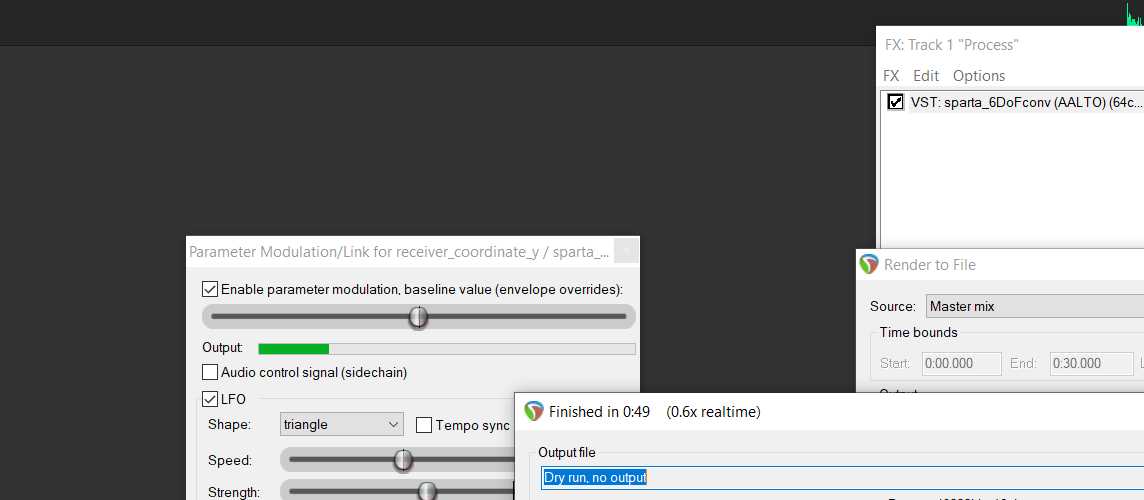 FX: Track 1 "Process"
FX Edit Options
VST: sparta_6DoFconv (AALTO) (64c...
Parameter Modulation/Link for receiver_coordinate_y / sparta_...
Enable parameter modulation, baseline value (envelope overrides):
Output:
Audio control signal (sidechain)
LFO
Shape: triangle Tempo sync
Speed:
Strength:
Render to File
Source: Master mix
Time bounds
Start: 0:00.000 End: 0:30.000 L
Finished in 0:49 (0.6x realtime)
Output file
Dry run, no output